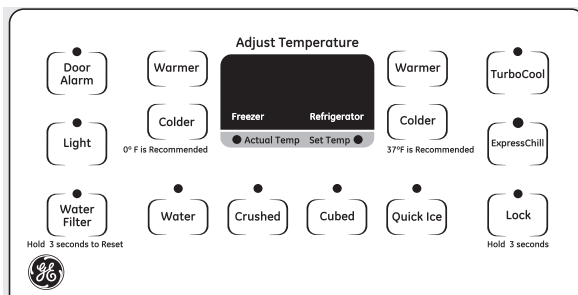 Adjust Temperature
Door
Alarm
Warmer
Warmer
TurboCool
Colder
Freezer
Refrigerator
Colder
Light
0° F is Recommended
Actual Temp
Set Temp
37°F is Recommended
ExpressChill
Water
Filter
Water
Crushed
Cubed
Quick Ice
Lock
Hold 3 seconds to Reset
Hold 3 seconds
GE